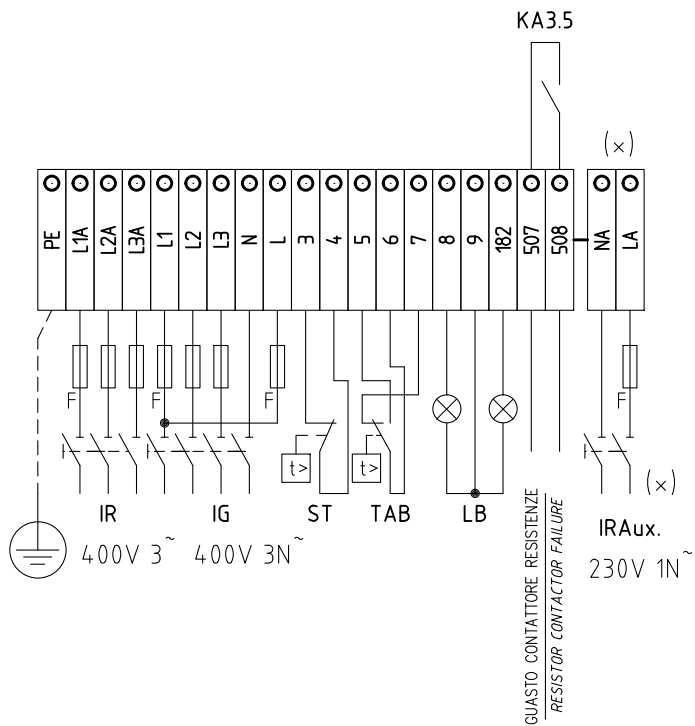 KA3.5
(x)
PE L1A L2A L3A L1 L2 L3 N L 3 4 5 6 7 8 9 182 507 508 NA LA
F F F F
t> t>
(x)
IR IG ST TAB LB IRAux.
400V 3~ 400V 3N~ 230V 1N~
GUASTO CONTATTORE RESISTENZE
RESISTOR CONTACTOR FAILURE